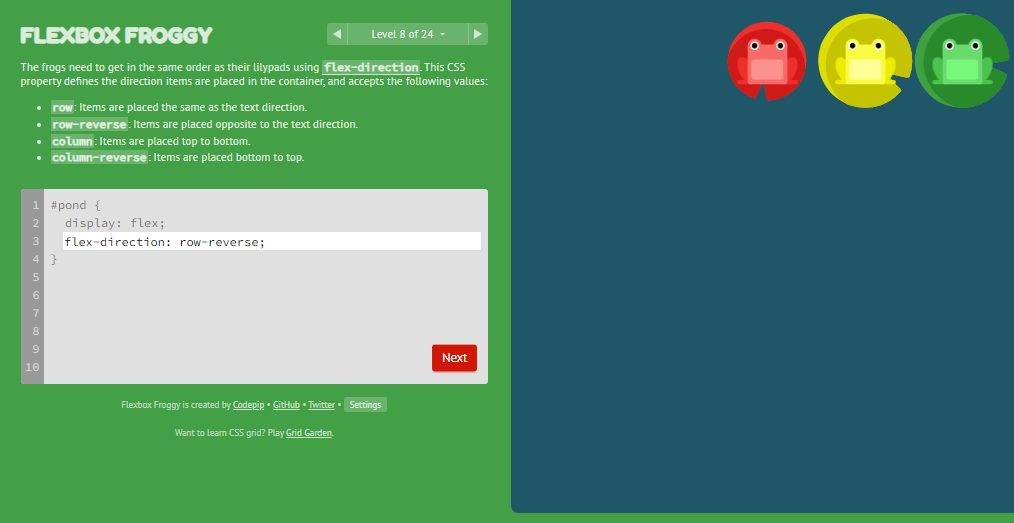 FLEXBOX FROGGY
Level 8 of 24
The frogs need to get in the same order as their lilypads using flex-direction. This CSS
property defines the direction items are placed in the container, and accepts the following values:
• row: Items are placed the same as the text direction.
• row-reverse: Items are placed opposite to the text direction.
• column: Items are placed top to bottom.
• column-reverse: Items are placed bottom to top.
1 #pond {
2 display: flex;
3 flex-direction: row-reverse;
4 }
5
6
7
8
9
10
Next
Flexbox Froggy is created by Codepip • GitHub • Twitter • Settings
Want to learn CSS grid? Play Grid Garden.